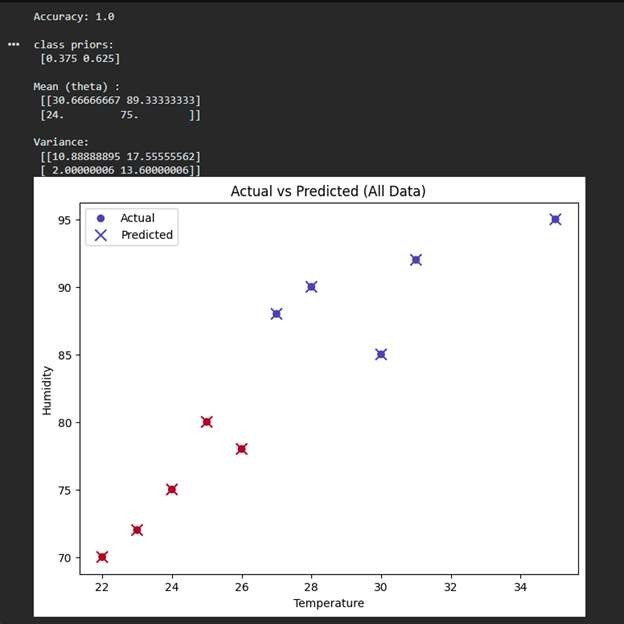 Accuracy: 1.0
•••
class priors:
[0.375 0.625]
Mean (theta) :
[[30.66666667 89.33333333]
[24.         75.        ]]
Variance:
[[10.88888895 17.55555562]
[ 2.00000006 13.60000006]]
Actual vs Predicted (All Data)
Actual
Predicted
95
90
85
80
75
70
Humidity
22 24 26 28 30 32 34
Temperature